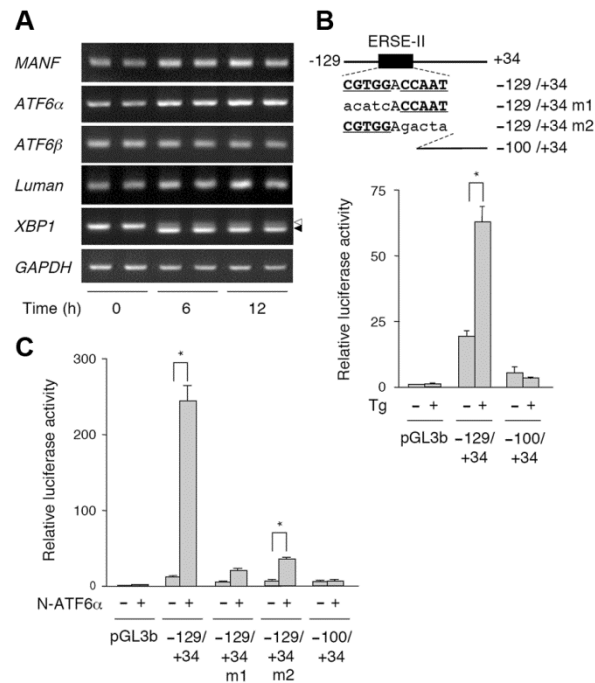 A
MANF
ATF6α
ATF6β
Luman
XBP1
GAPDH
Time (h) 0 6 12
B
ERSE-II
-129 +34
CGTGGACCAAT -129 /+34
acatcACCAAT -129 /+34 m1
CGTGGAgacta -129 /+34 m2
-100 /+34
Relative luciferase activity
75
50
25
0
*
Tg - + - + - +
pGL3b -129/ -100/
+34 +34
C
Relative luciferase activity
300
200
100
0
*
*
N-ATF6α - + - + - + - + - +
pGL3b -129/ -129/ -129/ -100/
+34 +34 +34 +34
m1 m2